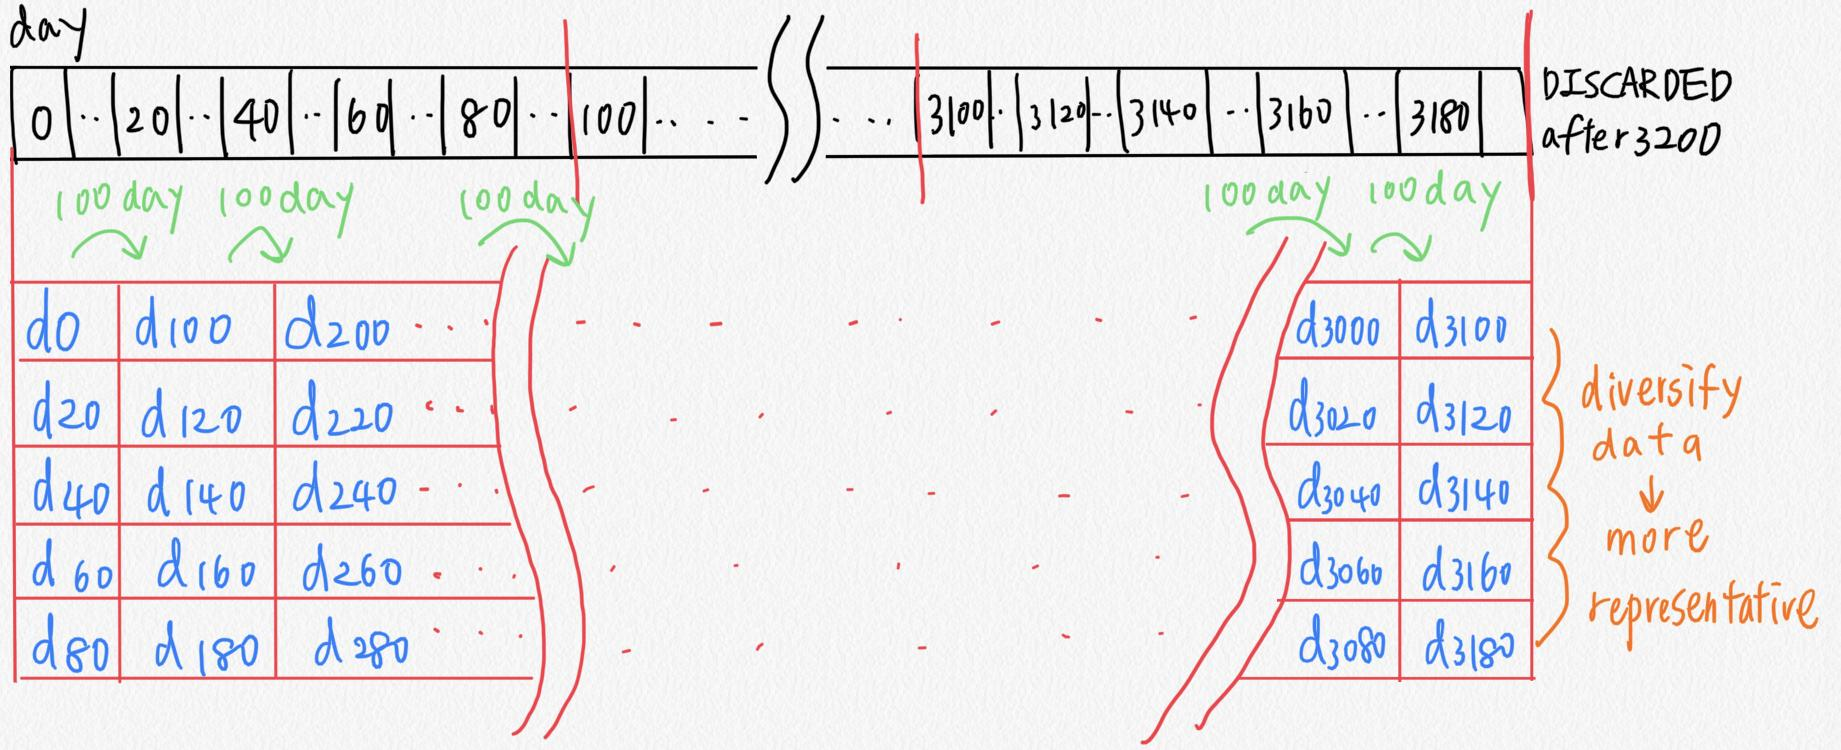 day
0 ·· 20 ·· 40 ·· 60 ·· 80 ·· 100 ·· · · · ·· 3100 ·· 3120 ·· 3140 ·· 3160 ·· 3180
DISCARDED
after 3200
100 day 100 day 100 day 100 day 100 day
d0 d100 d200 d3000 d3100
d20 d120 d220 d3020 d3120
d40 d140 d240 d3040 d3140
d60 d160 d260 d3060 d3160
d80 d180 d280 d3080 d3180
diversify
data
↓
more
representative